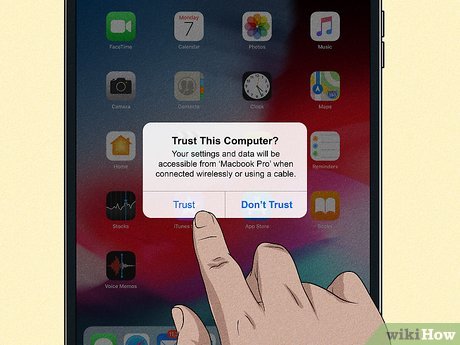 FaceTime
Calendar
Photos
Music
Camera
Contacts
Clock
Maps
Home
Reminders
Trust This Computer?
Your settings and data will be
accessible from 'Macbook Pro' when
connected wirelessly or using a cable.
Trust
Don't Trust
Stocks
iTunes
App Store
Books
Voice Memos
wikiHow